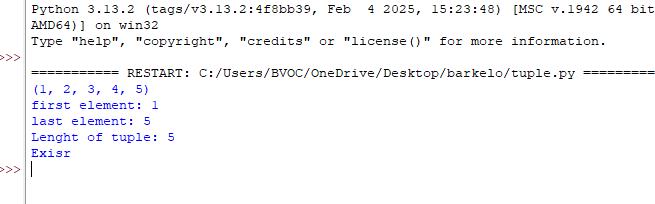 Python 3.13.2 (tags/v3.13.2:4f8bb39, Feb  4 2025, 15:23:48) [MSC v.1942 64 bit
AMD64)] on win32
Type "help", "copyright", "credits" or "license()" for more information.
>>>
=========== RESTART: C:/Users/BVOC/OneDrive/Desktop/barkelo/tuple.py =========
(1, 2, 3, 4, 5)
first element: 1
last element: 5
Lenght of tuple: 5
Exisr
>>>